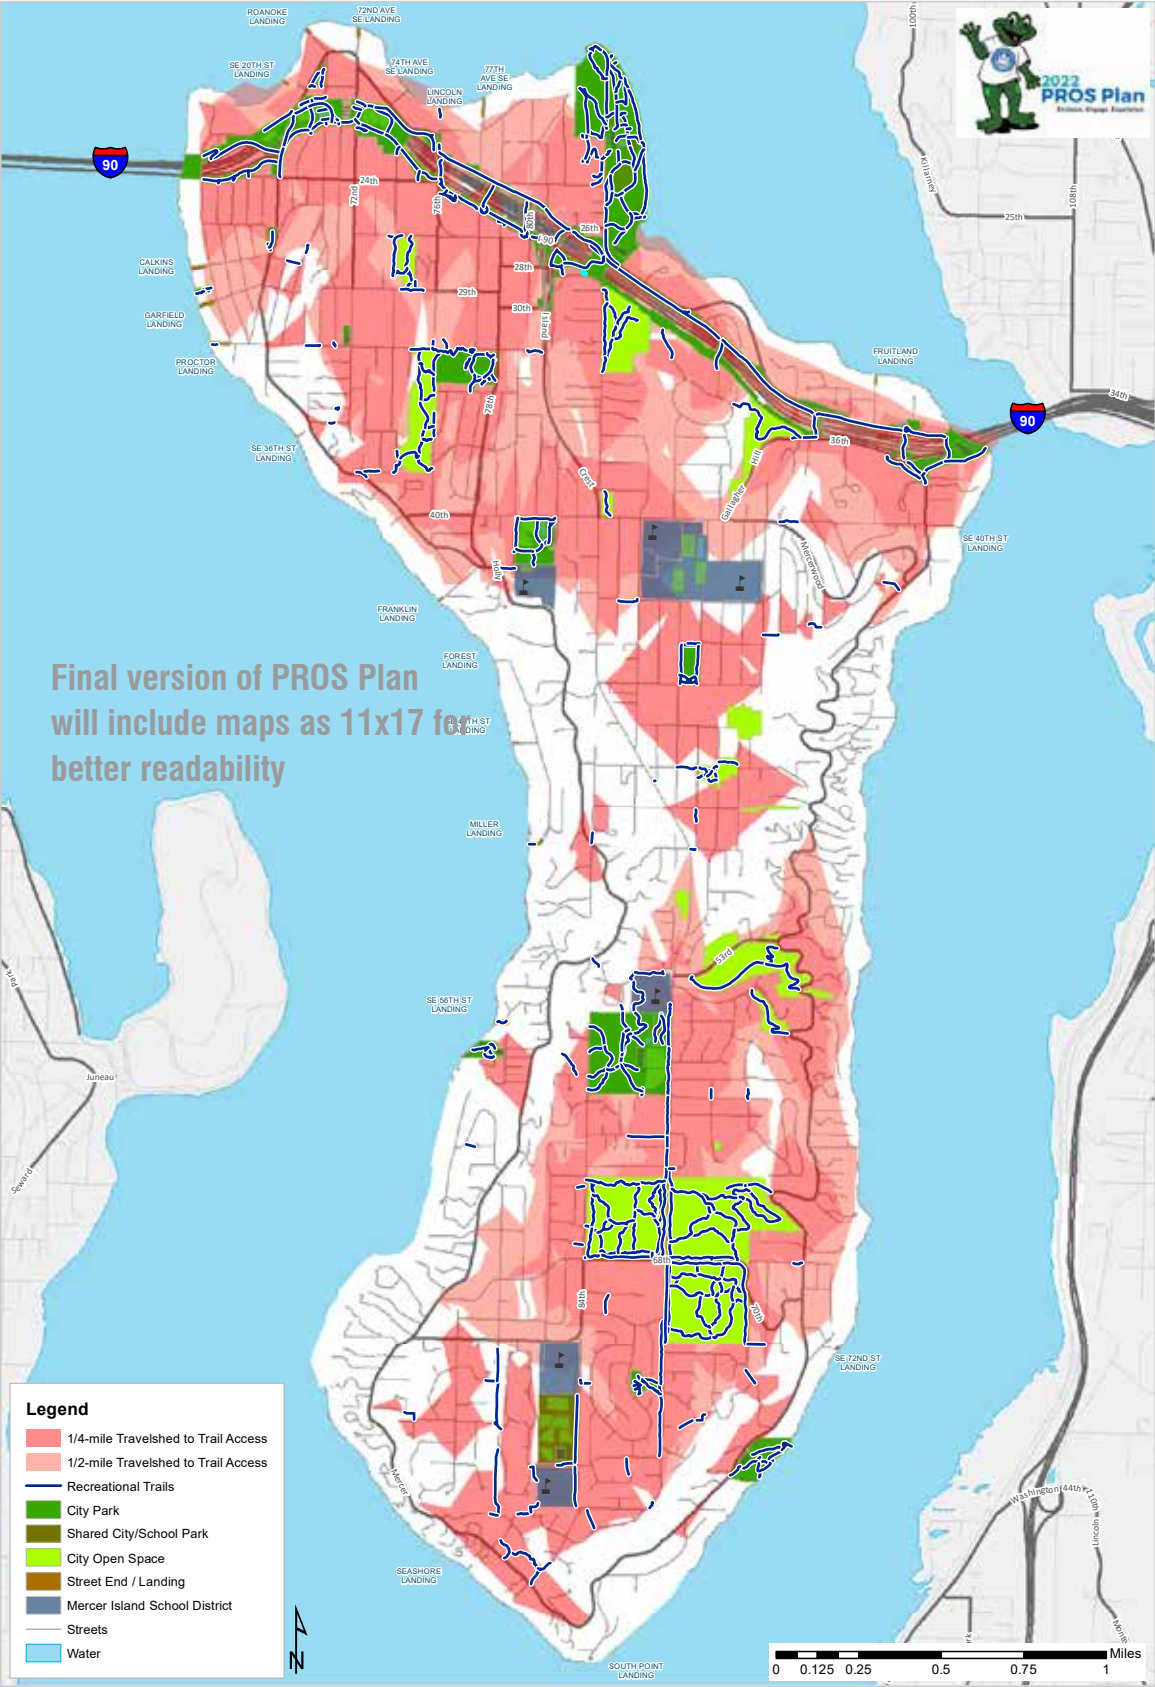 ROANOKE
LANDING
72ND AVE
SE LANDING
SE 20TH ST
LANDING
74TH AVE
SE LANDING
77TH
AVE SE
LANDING
LINCOLN
LANDING
100th
2022
PROS Plan
90
24th
72nd
76th
80th
26th
I-90
Killarney
108th
25th
CALKINS
LANDING
28th
29th
30th
Island
GARFIELD
LANDING
PROCTOR
LANDING
FRUITLAND
LANDING
34th
90
78th
36th
SE 36TH ST
LANDING
Crest
Hill
Gallagher
40th
SE 40TH ST
LANDING
Holly
Mercerwood
FRANKLIN
LANDING
FOREST
LANDING
Final version of PROS Plan
will include maps as 11x17 for
better readability
MILLER
LANDING
53rd
Park
SE 56TH ST
LANDING
Juneau
Seward
68th
84th
70th
SE 72ND ST
LANDING
Mercer
SEASHORE
LANDING
SOUTH POINT
LANDING
Washington
44th
110th
Lincoln
Legend
1/4-mile Travelshed to Trail Access
1/2-mile Travelshed to Trail Access
Recreational Trails
City Park
Shared City/School Park
City Open Space
Street End / Landing
Mercer Island School District
Streets
Water
N
Miles
0 0.125 0.25 0.5 0.75 1